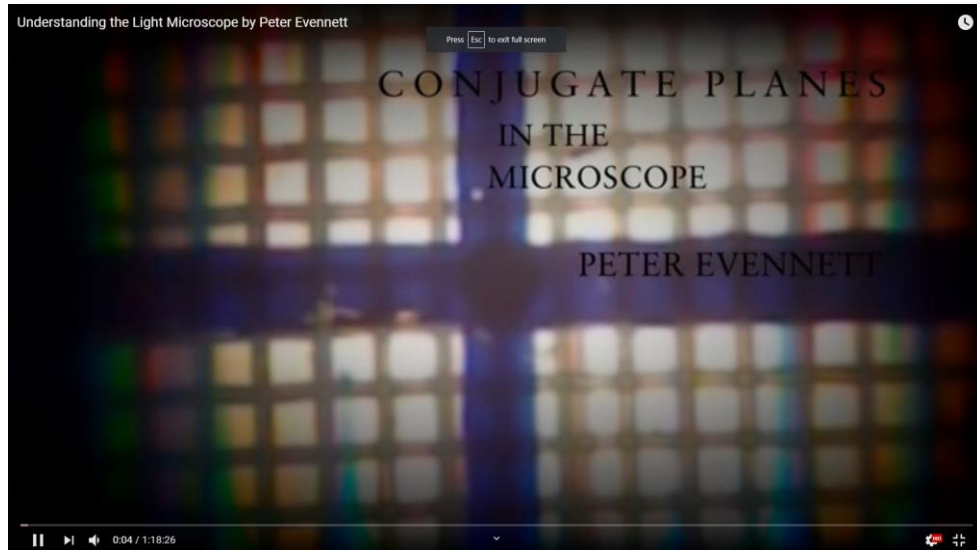 Understanding the Light Microscope by Peter Evennett
Press Esc to exit full screen
CONJUGATE PLANES
IN THE
MICROSCOPE
PETER EVENNETT
0:04 / 1:18:26
HD